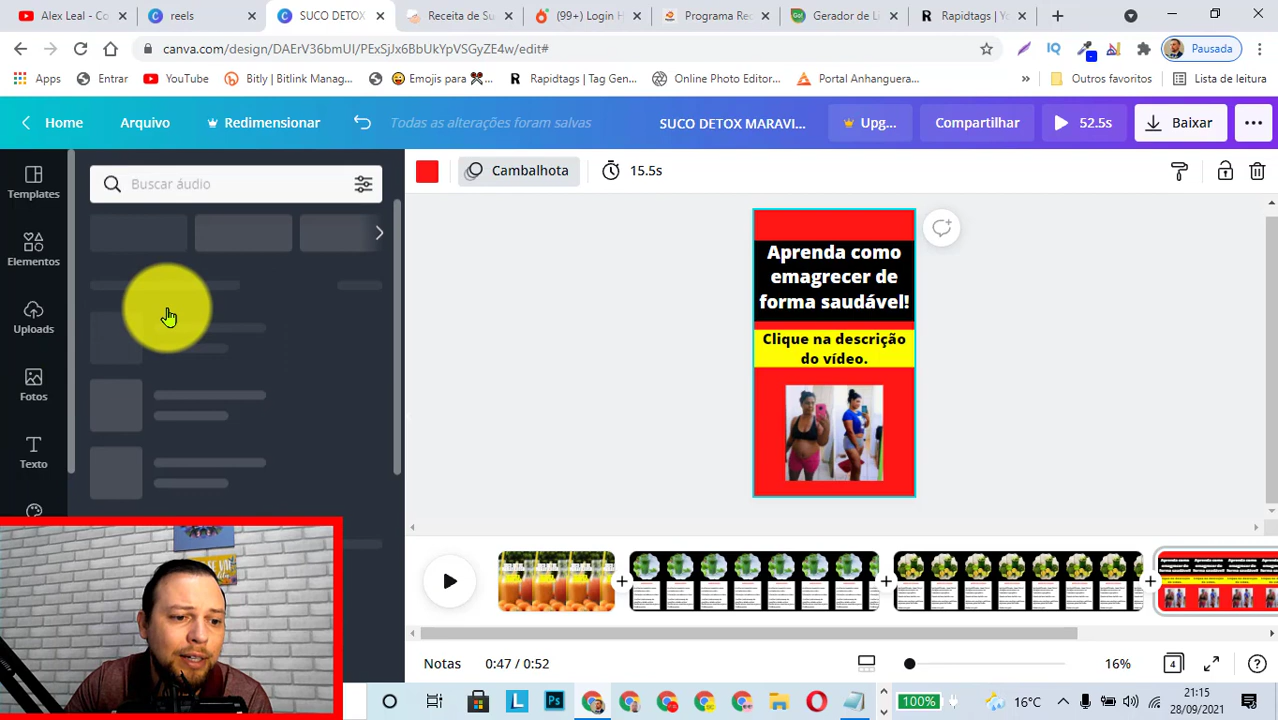 Alex Leal - Co
reels
SUCO DETOX
Receita de Su
(99+) Login H
Programa Rec
Gerador de Li
Rapidtags | Yo
canva.com/design/DAErV36bmUI/PExSjJx6BbUkYpVSGyZE4w/edit#
Pausada
Apps
Entrar
YouTube
Bitly | Bitlink Manag...
Emojis pra
Rapidtags | Tag Gen...
Online Photo Editor...
Portal Anhanguera...
Outros favoritos
Lista de leitura
Home
Arquivo
Redimensionar
Todas as alterações foram salvas
SUCO DETOX MARAVI...
Upg...
Compartilhar
52.5s
Baixar
Templates
Elementos
Uploads
Fotos
Texto
Buscar áudio
Cambalhota
15.5s
Aprenda como
emagrecer de
forma saudável!
Clique na descrição
do vídeo.
Notas
0:47 / 0:52
16%
4
100%
16°C
21:15
28/09/2021